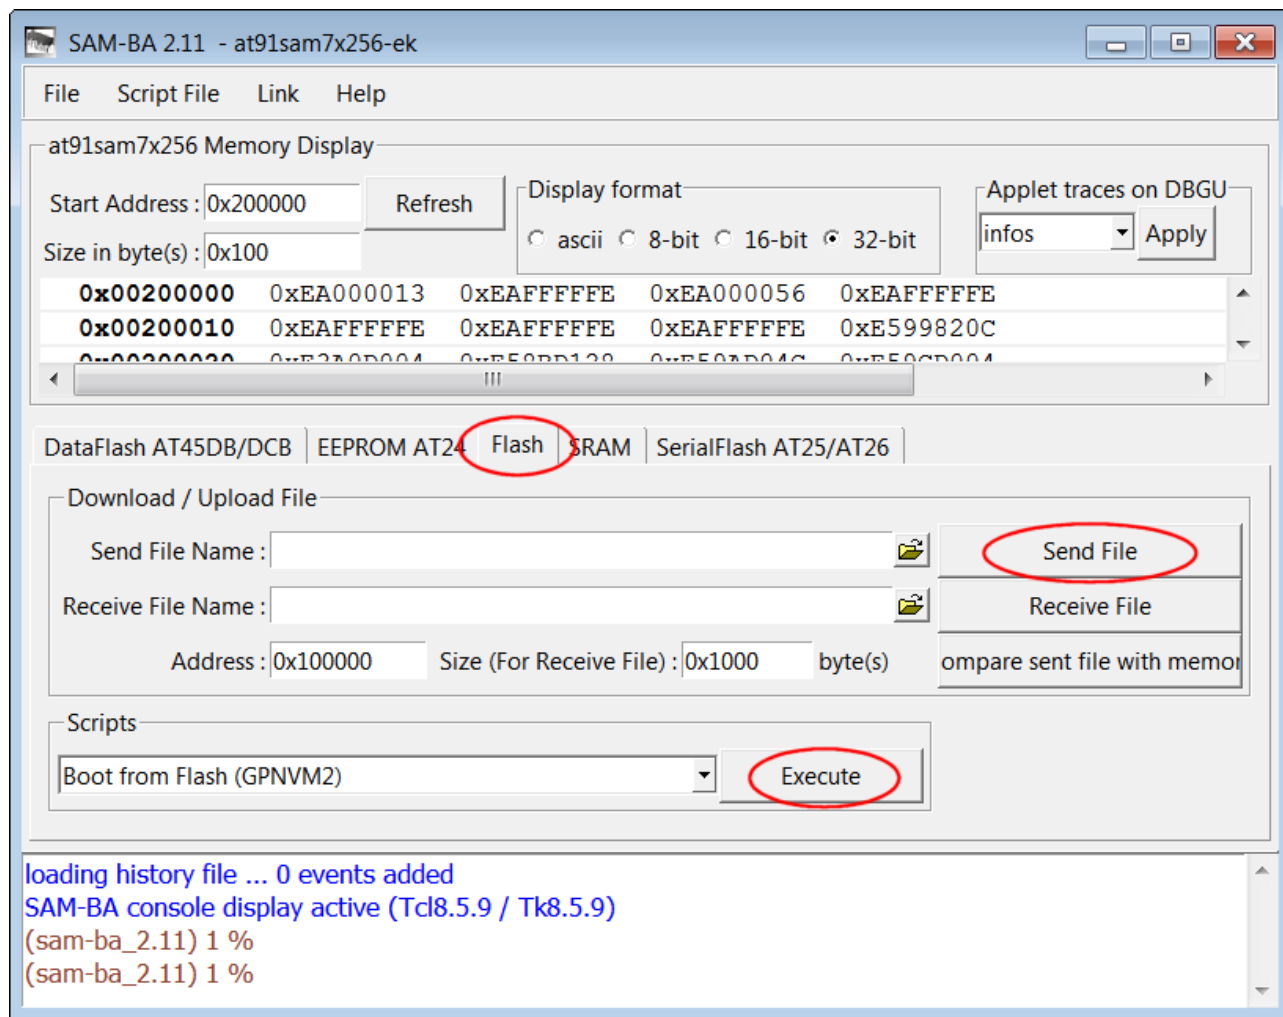 SAM-BA 2.11 - at91sam7x256-ek
File Script File Link Help
at91sam7x256 Memory Display
Start Address : 0x200000 Refresh
Size in byte(s) : 0x100
Display format
ascii 8-bit 16-bit 32-bit
Applet traces on DBGU
infos Apply
0x00200000 0xEA000013 0xEAFFFFFE 0xEA000056 0xEAFFFFFE
0x00200010 0xEAFFFFFE 0xEAFFFFFE 0xEAFFFFFE 0xE599820C
DataFlash AT45DB/DCB EEPROM AT24 Flash SRAM SerialFlash AT25/AT26
Download / Upload File
Send File Name : Send File
Receive File Name : Receive File
Address : 0x100000 Size (For Receive File) : 0x1000 byte(s) ompare sent file with memor
Scripts
Boot from Flash (GPNVM2) Execute
loading history file ... 0 events added
SAM-BA console display active (Tcl8.5.9 / Tk8.5.9)
(sam-ba_2.11) 1 %
(sam-ba_2.11) 1 %